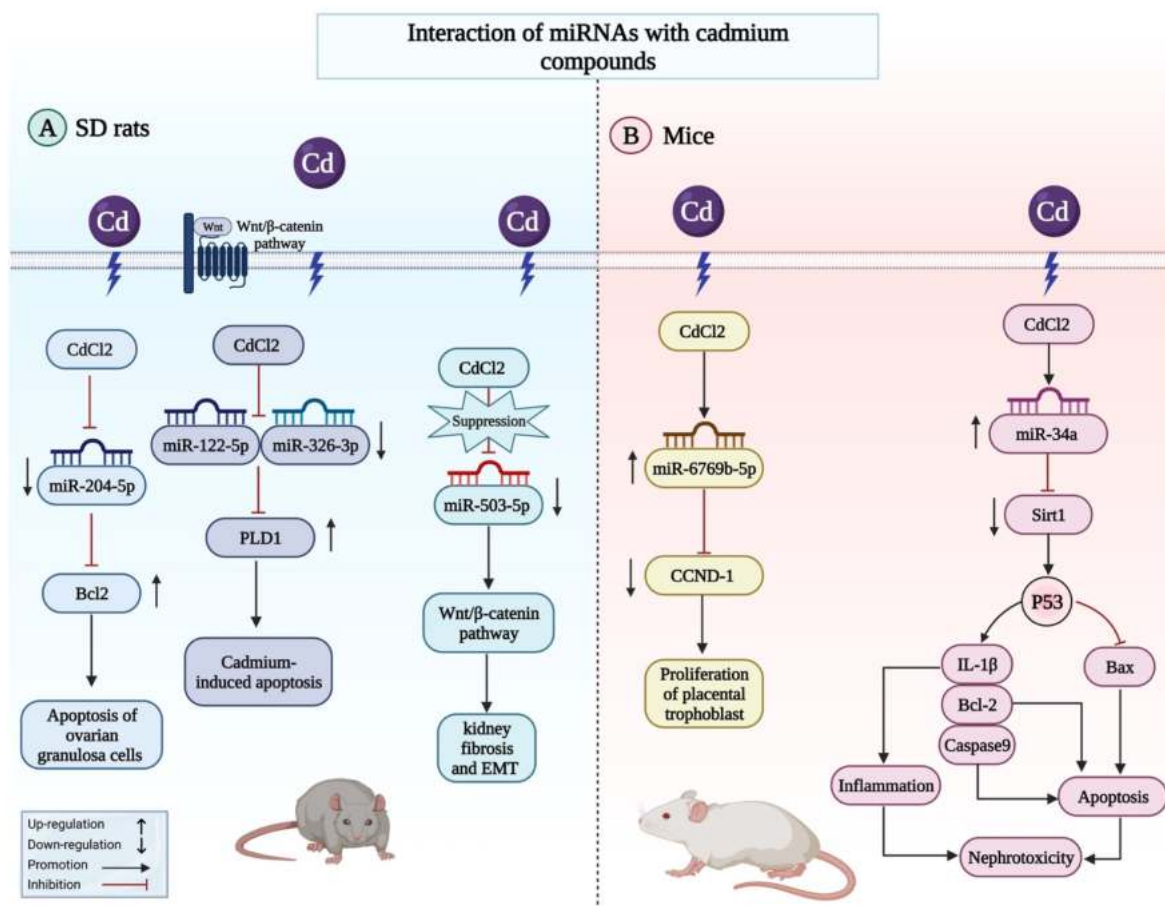 Interaction of miRNAs with cadmium
compounds
A SD rats
Cd
Cd
Wnt
Wnt/β-catenin
pathway
Cd
CdCl2
miR-204-5p
Bcl2
Apoptosis of
ovarian
granulosa cells
CdCl2
miR-122-5p
miR-326-3p
PLD1
Cadmium-
induced apoptosis
CdCl2
Suppression
miR-503-5p
Wnt/β-catenin
pathway
kidney
fibrosis
and EMT
Up-regulation
Down-regulation
Promotion
Inhibition
B Mice
Cd
CdCl2
miR-6769b-5p
CCND-1
Proliferation
of placental
trophoblast
Cd
CdCl2
miR-34a
Sirt1
P53
IL-1β
Bcl-2
Caspase9
Bax
Inflammation
Apoptosis
Nephrotoxicity